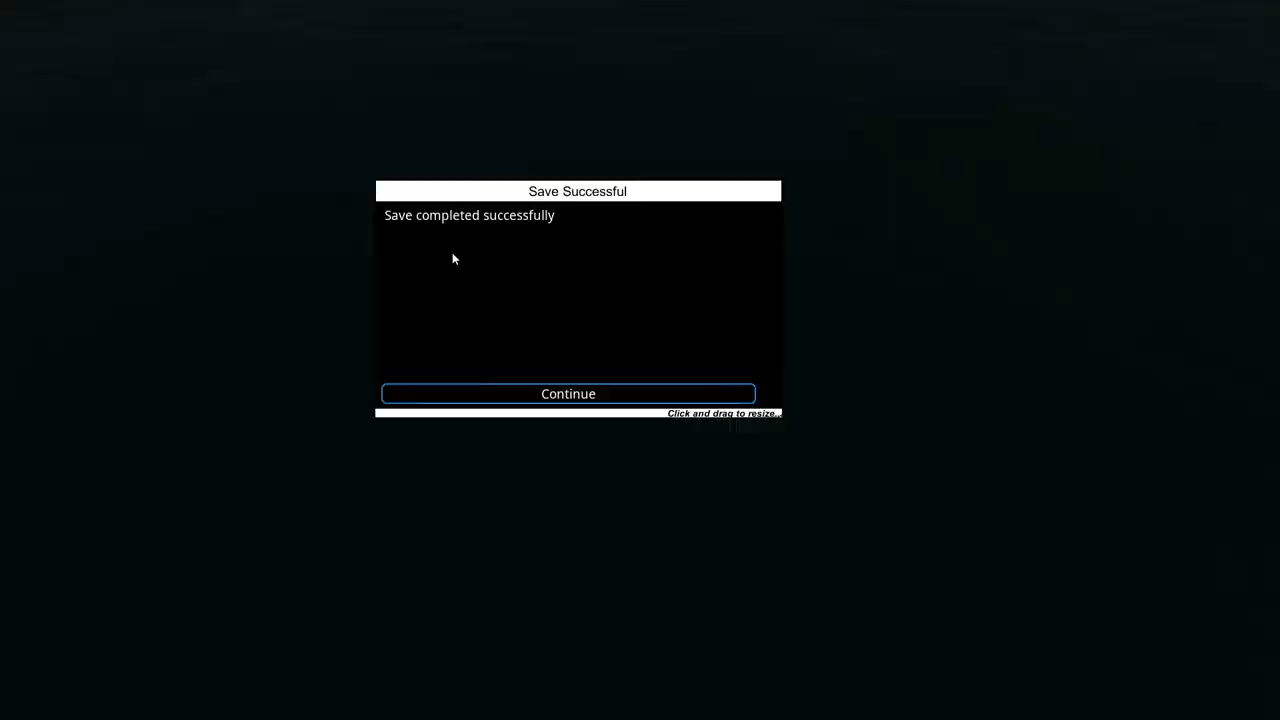 Save Successful
Save completed successfully
Continue
Click and drag to resize...